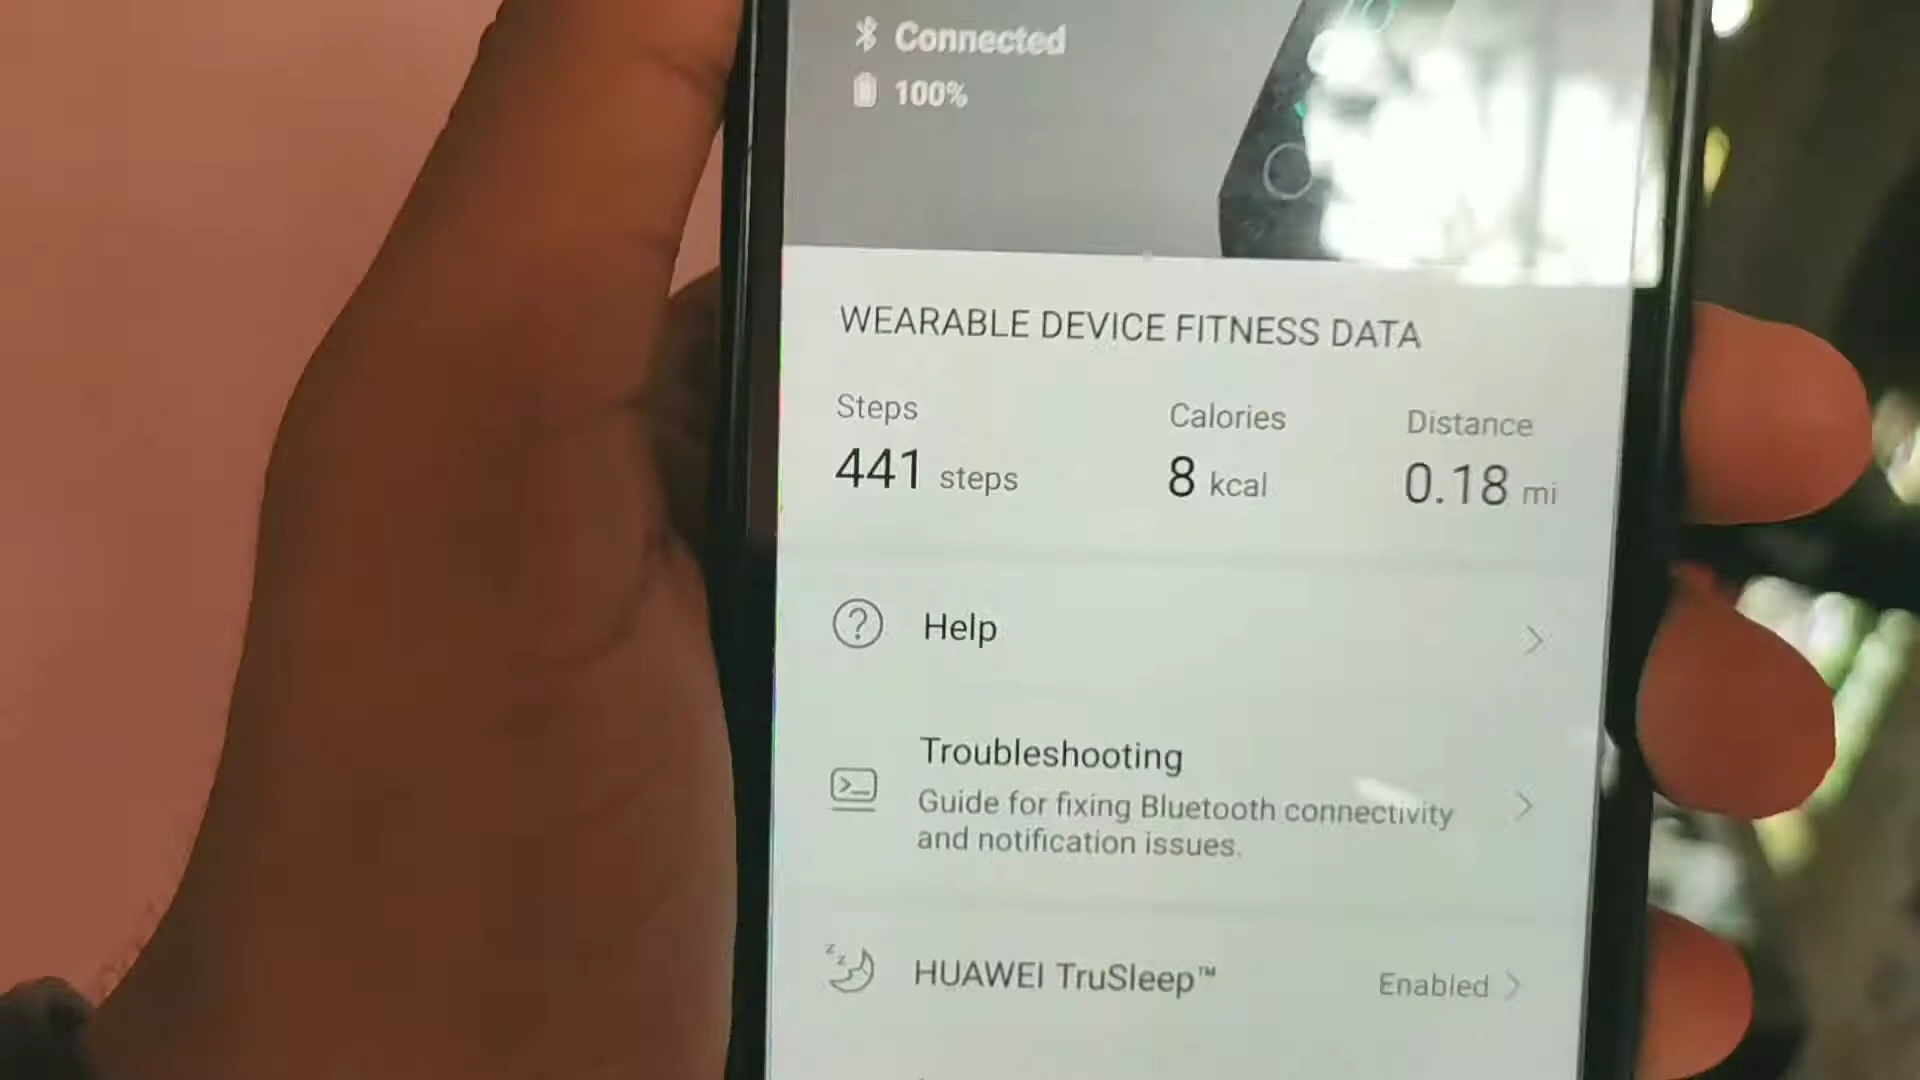 Connected
100%
WEARABLE DEVICE FITNESS DATA
Steps
Calories
Distance
441 steps
8 kcal
0.18 mi
Help
Troubleshooting
Guide for fixing Bluetooth connectivity
and notification issues.
HUAWEI TruSleep™
Enabled